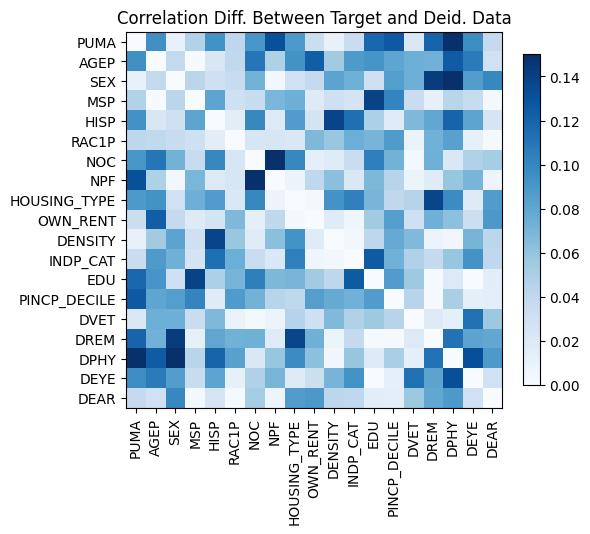 Correlation Diff. Between Target and Deid. Data
PUMA
AGEP
SEX
MSP
HISP
RAC1P
NOC
NPF
HOUSING_TYPE
OWN_RENT
DENSITY
INDP_CAT
EDU
PINCP_DECILE
DVET
DREM
DPHY
DEYE
DEAR
PUMA
AGEP
SEX
MSP
HISP
RAC1P
NOC
NPF
HOUSING_TYPE
OWN_RENT
DENSITY
INDP_CAT
EDU
PINCP_DECILE
DVET
DREM
DPHY
DEYE
DEAR
0.14
0.12
0.10
0.08
0.06
0.04
0.02
0.00